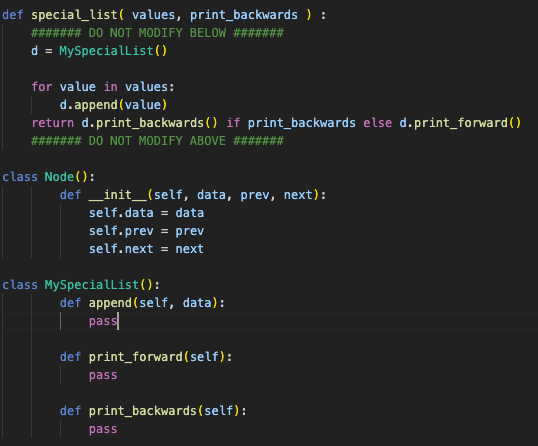 def special_list( values, print_backwards ) :
    ####### DO NOT MODIFY BELOW #######
    d = MySpecialList()

    for value in values:
        d.append(value)
    return d.print_backwards() if print_backwards else d.print_forward()
    ####### DO NOT MODIFY ABOVE #######

class Node():
        def __init__(self, data, prev, next):
            self.data = data
            self.prev = prev
            self.next = next

class MySpecialList():
        def append(self, data):
            pass

        def print_forward(self):
            pass

        def print_backwards(self):
            pass